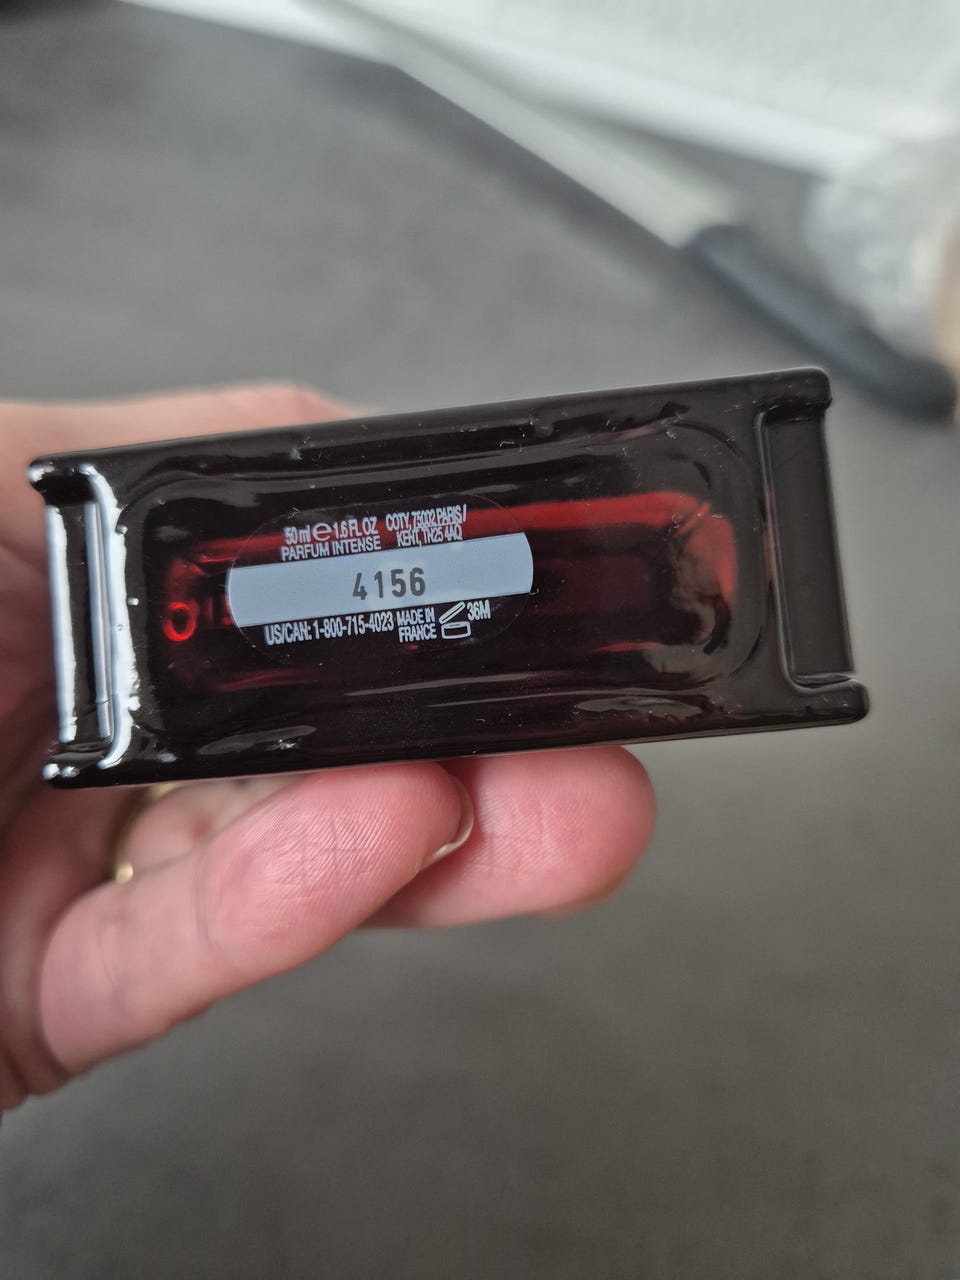 50 ml ℮ 1.6 FL OZ COTY, 75002 PARIS /
PARFUM INTENSE KENT, TN25 4AQ
4156
US/CAN: 1-800-715-4023 MADE IN FRANCE 36M